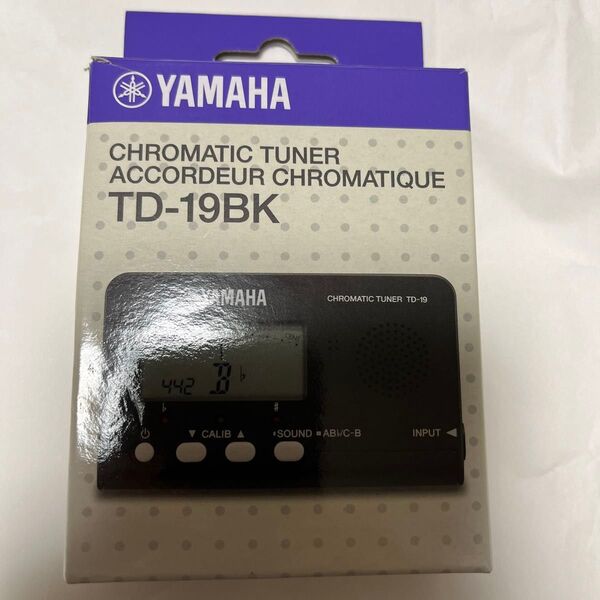 YAMAHA
CHROMATIC TUNER
ACCORDEUR CHROMATIQUE
TD-19BK
YAMAHA
CHROMATIC TUNER TD-19
442 B♭
♭ #
▼ CALIB ▲ SOUND ■ AB♮/C-B INPUT ◀